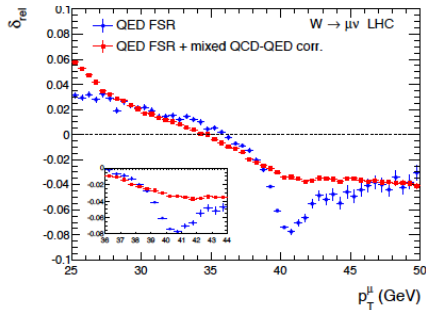 δrel
QED FSR
W → μν LHC
QED FSR + mixed QCD-QED corr.
0.1
0.08
0.06
0.04
0.02
0
-0.02
-0.04
-0.06
-0.08
-0.1
0
-0.02
-0.04
-0.06
-0.08
36 37 38 39 40 41 42 43 44
25 30 35 40 45 50
pTμ (GeV)